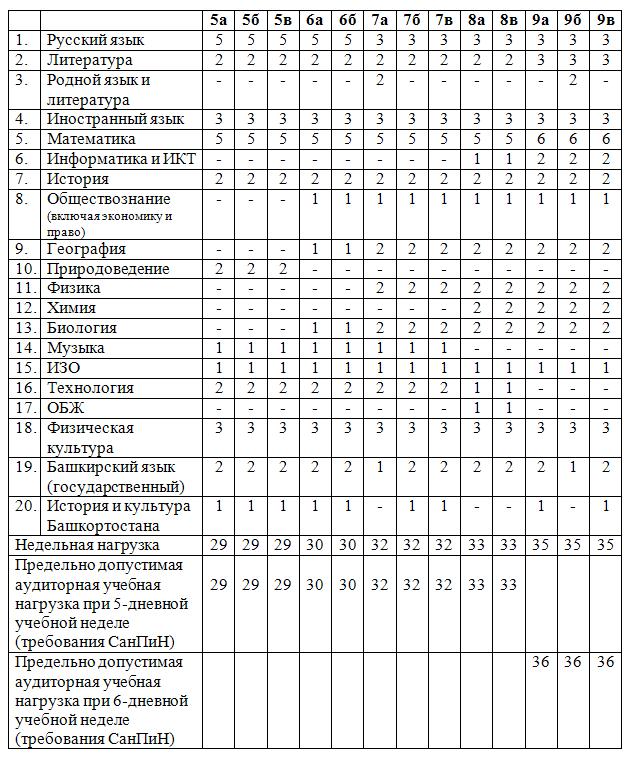 5а 5б 5в 6а 6б 7а 7б 7в 8а 8в 9а 9б 9в
1. Русский язык 5 5 5 5 5 3 3 3 3 3 3 3 3
2. Литература 2 2 2 2 2 2 2 2 2 2 3 3 3
3. Родной язык и - - - - - 2 - - - - - 2 -
литература
4. Иностранный язык 3 3 3 3 3 3 3 3 3 3 3 3 3
5. Математика 5 5 5 5 5 5 5 5 5 5 6 6 6
6. Информатика и ИКТ - - - - - - - - 1 1 2 2 2
7. История 2 2 2 2 2 2 2 2 2 2 2 2 2
8. Обществознание - - - 1 1 1 1 1 1 1 1 1 1
(включая экономику и
право)
9. География - - - 1 1 2 2 2 2 2 2 2 2
10. Природоведение 2 2 2 - - - - - - - - - -
11. Физика - - - - - 2 2 2 2 2 2 2 2
12. Химия - - - - - - - - 2 2 2 2 2
13. Биология - - - 1 1 2 2 2 2 2 2 2 2
14. Музыка 1 1 1 1 1 1 1 1 - - - - -
15. ИЗО 1 1 1 1 1 1 1 1 1 1 1 1 1
16. Технология 2 2 2 2 2 2 2 2 1 1 - - -
17. ОБЖ - - - - - - - - 1 1 - - -
18. Физическая 3 3 3 3 3 3 3 3 3 3 3 3 3
культура
19. Башкирский язык 2 2 2 2 2 1 2 2 2 2 2 1 2
(государственный)
20. История и культура 1 1 1 1 1 - 1 1 - - 1 - 1
Башкортостана
Недельная нагрузка 29 29 29 30 30 32 32 32 33 33 35 35 35
Предельно допустимая
аудиторная учебная 29 29 29 30 30 32 32 32 33 33
нагрузка при 5-дневной
учебной неделе
(требования СанПиН)
Предельно допустимая 36 36 36
аудиторная учебная
нагрузка при 6-дневной
учебной неделе
(требования СанПиН)